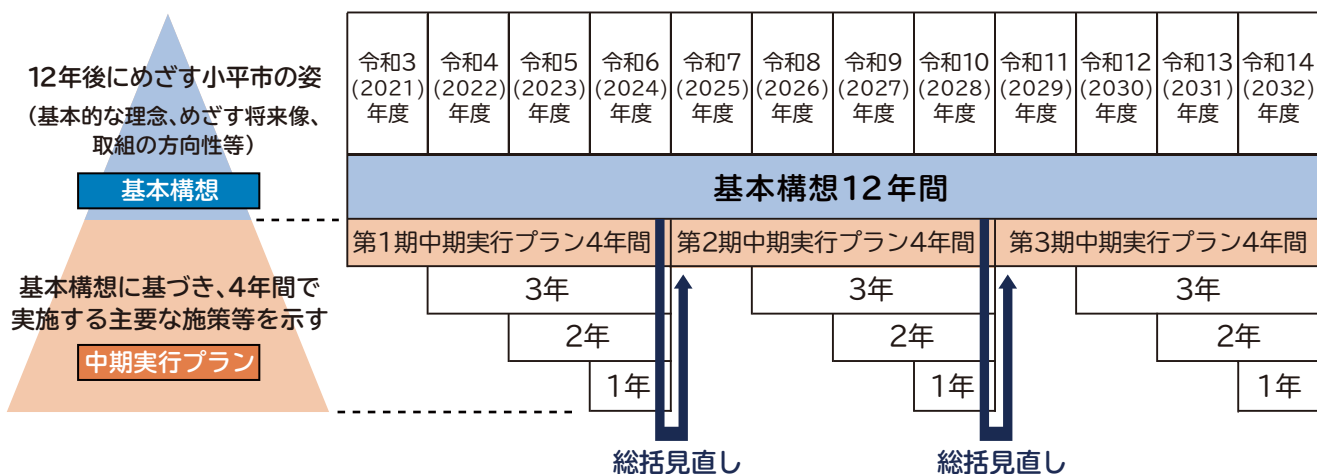 12年後にめざす小平市の姿
（基本的な理念、めざす将来像、
取組の方向性等）
基本構想
基本構想に基づき、4年間で
実施する主要な施策等を示す
中期実行プラン
令和3
(2021)
年度
令和4
(2022)
年度
令和5
(2023)
年度
令和6
(2024)
年度
令和7
(2025)
年度
令和8
(2026)
年度
令和9
(2027)
年度
令和10
(2028)
年度
令和11
(2029)
年度
令和12
(2030)
年度
令和13
(2031)
年度
令和14
(2032)
年度
基本構想12年間
第1期中期実行プラン4年間
第2期中期実行プラン4年間
第3期中期実行プラン4年間
3年
3年
3年
2年
2年
2年
1年
1年
1年
総括見直し
総括見直し